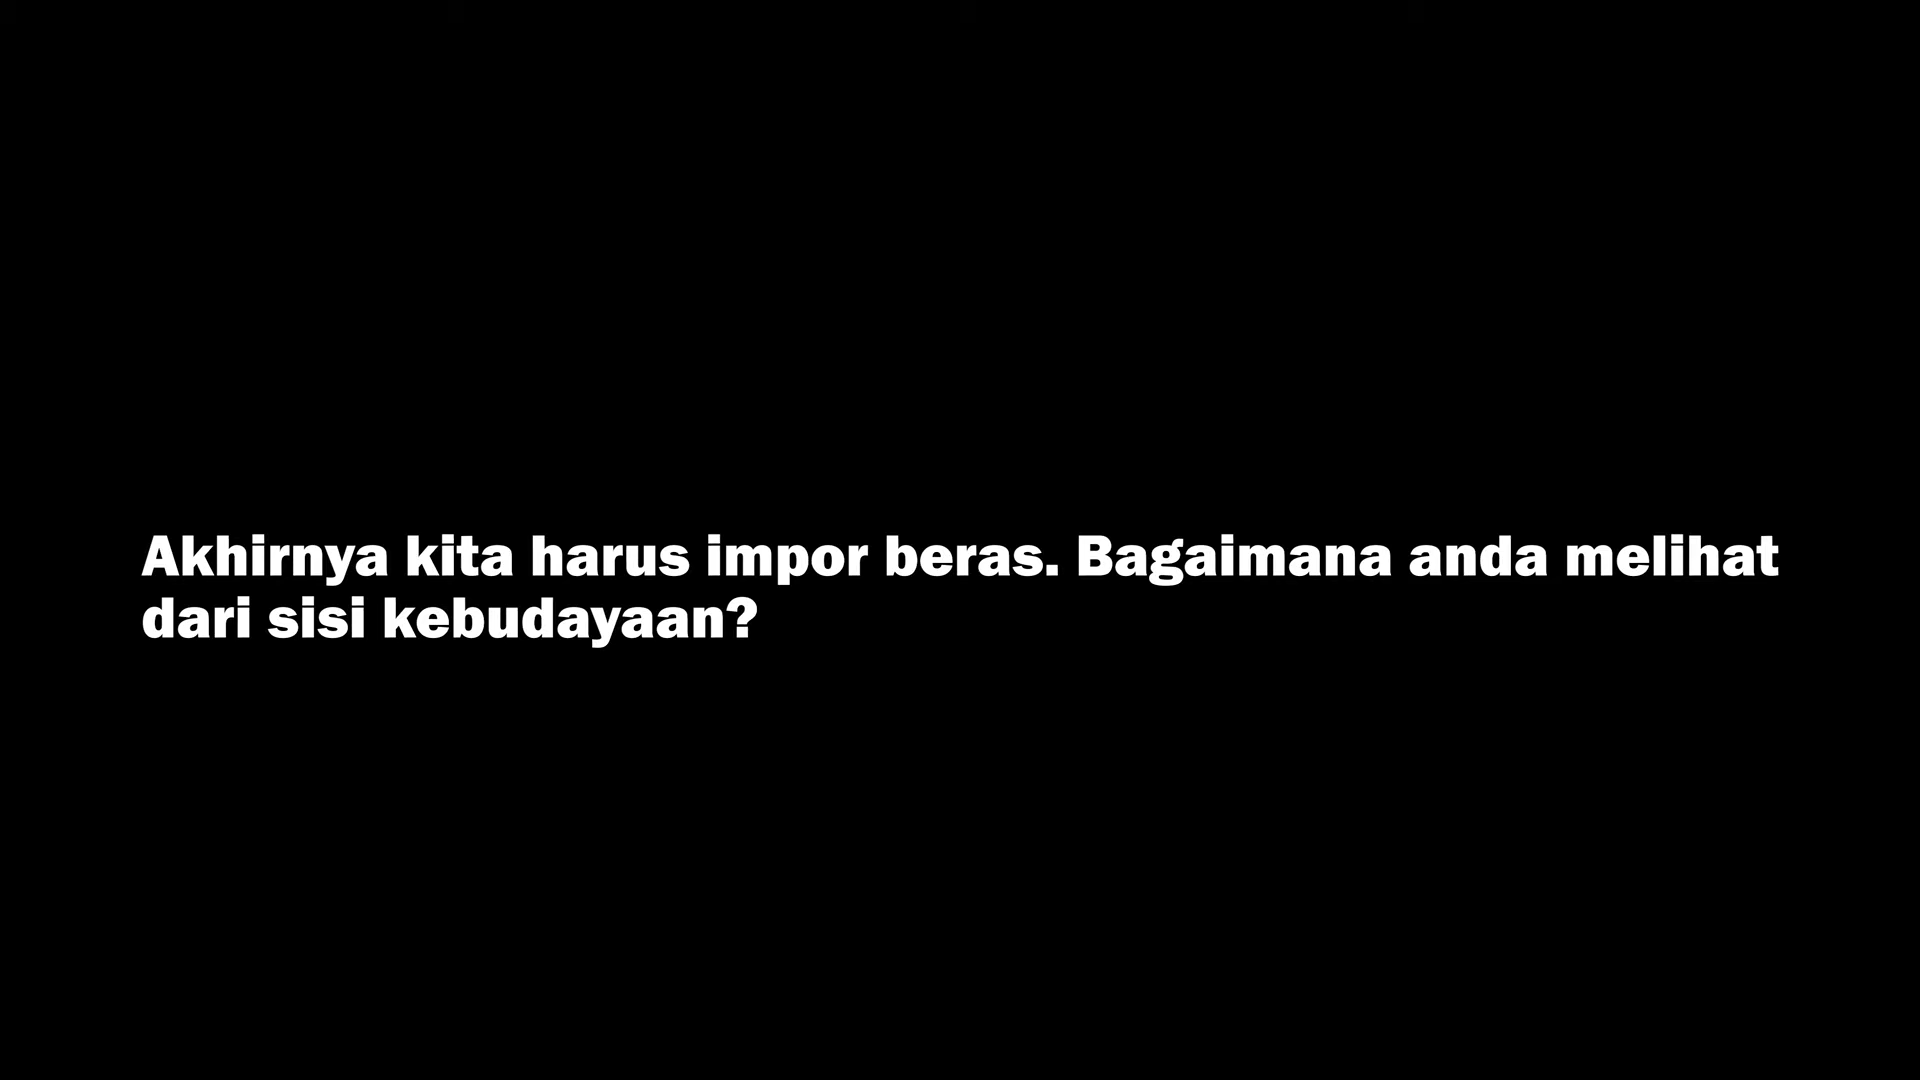 Akhirnya kita harus impor beras. Bagaimana anda melihat
dari sisi kebudayaan?